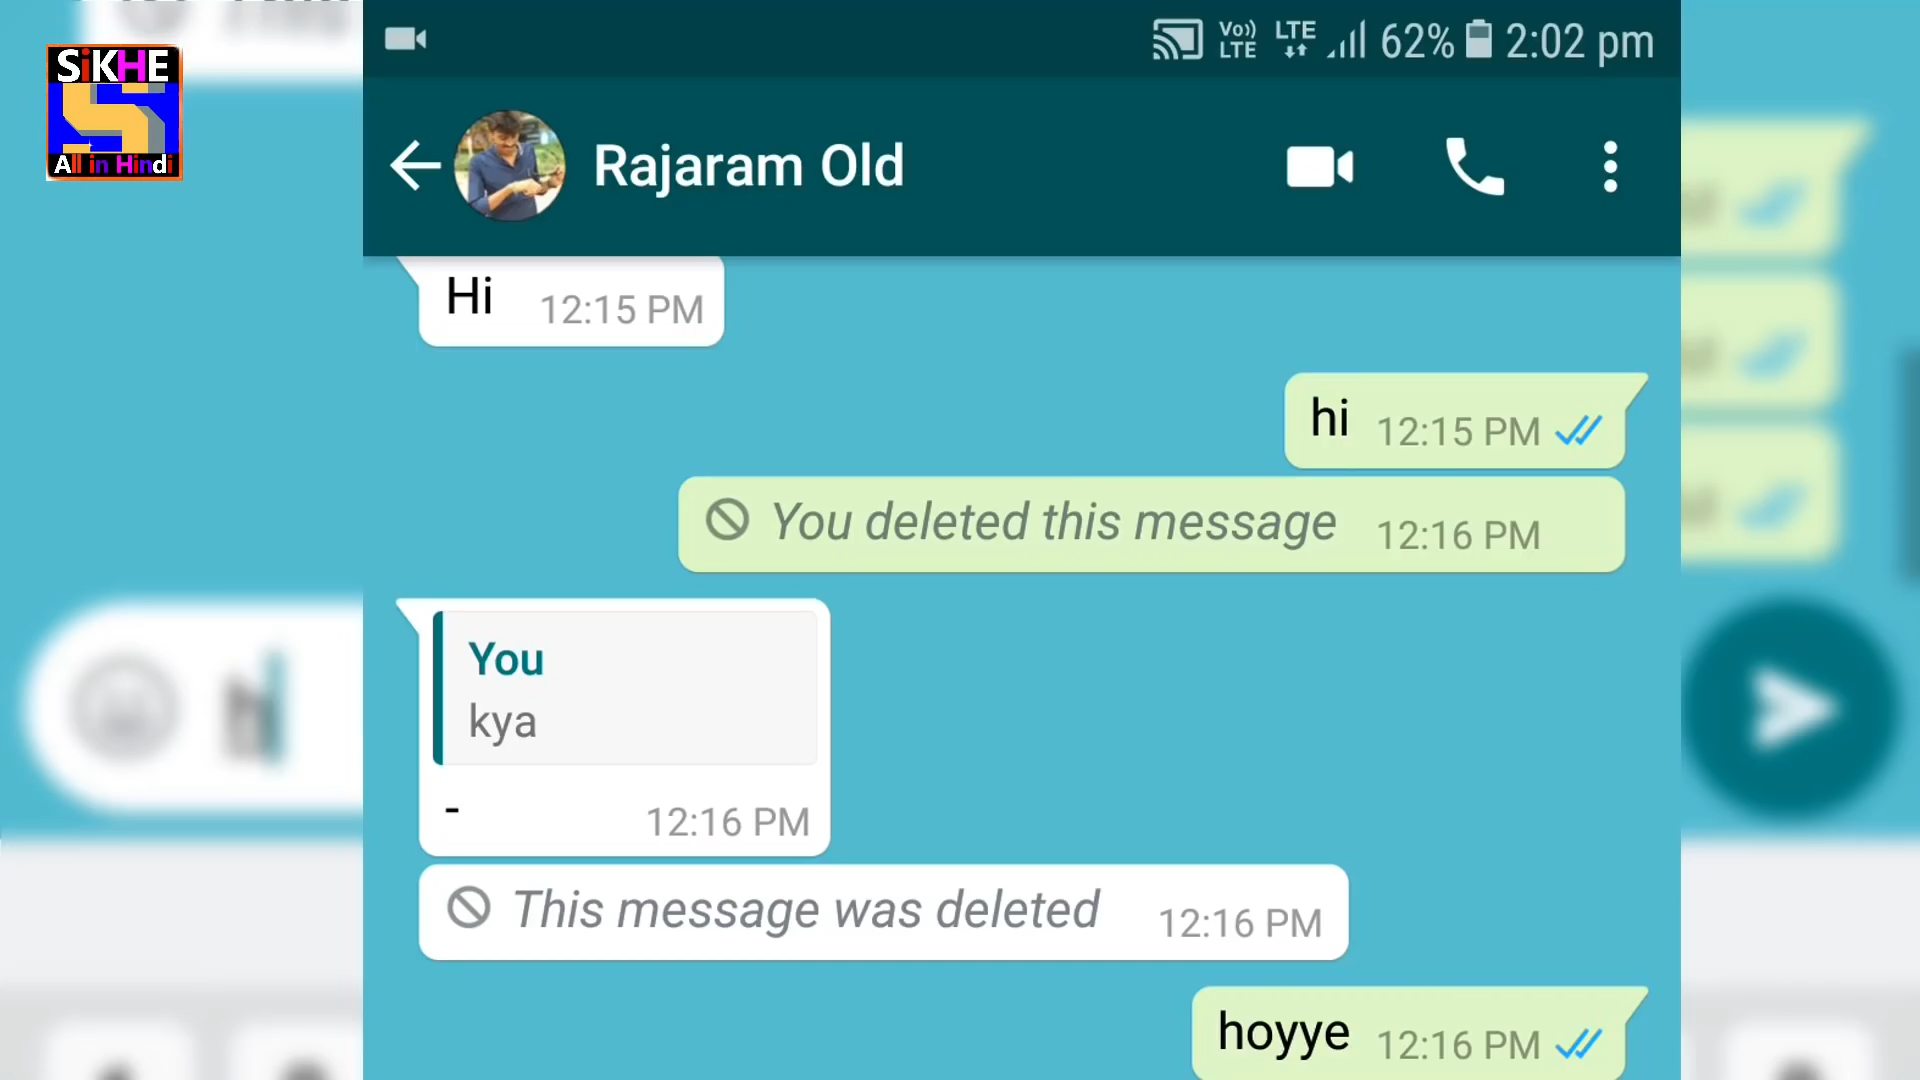 SiKHE
All in Hindi
Vo) LTE LTE 62% 2:02 pm
Rajaram Old
Hi 12:15 PM
hi 12:15 PM
You deleted this message 12:16 PM
You
kya
- 12:16 PM
This message was deleted 12:16 PM
hoyye 12:16 PM